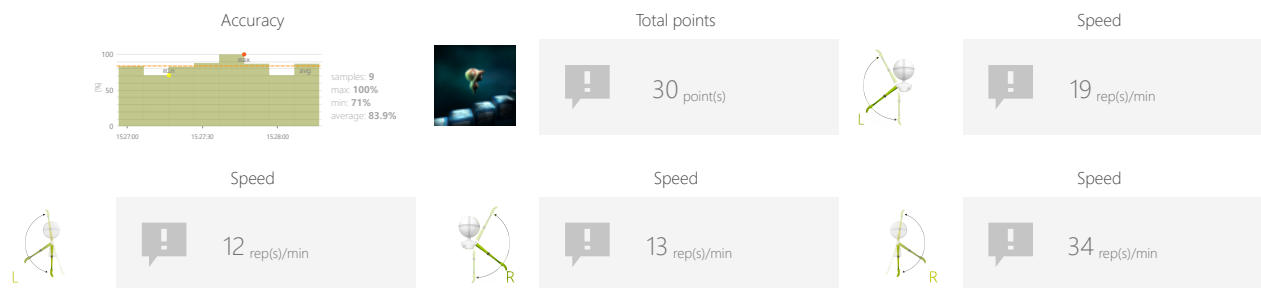 Accuracy
Total points
Speed
100
50
0
[%]
min
max
avg
15:27:00
15:27:30
15:28:00
samples: 9
max: 100%
min: 71%
average: 83.9%
30 point(s)
L
19 rep(s)/min
Speed
Speed
Speed
L
12 rep(s)/min
R
13 rep(s)/min
R
34 rep(s)/min